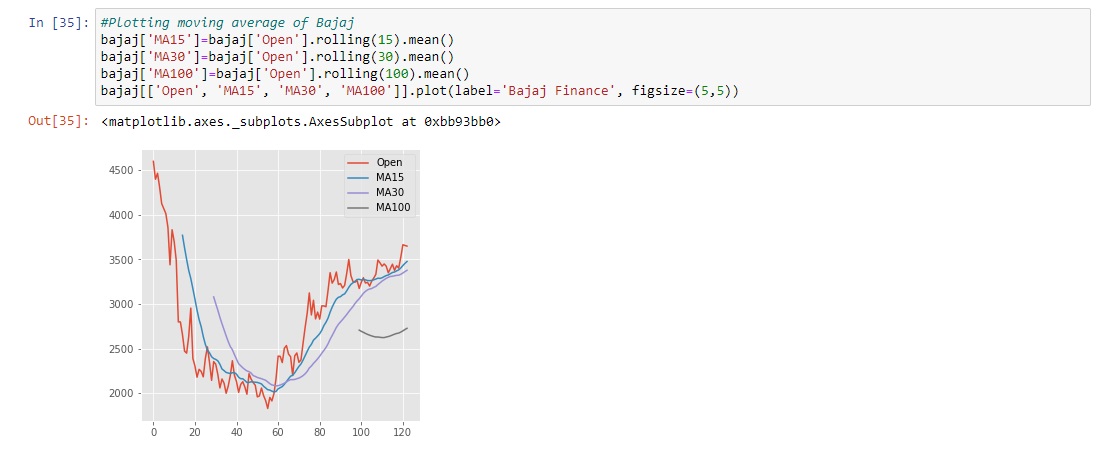 In [35]: #Plotting moving average of Bajaj
bajaj['MA15']=bajaj['Open'].rolling(15).mean()
bajaj['MA30']=bajaj['Open'].rolling(30).mean()
bajaj['MA100']=bajaj['Open'].rolling(100).mean()
bajaj[['Open', 'MA15', 'MA30', 'MA100']].plot(label='Bajaj Finance', figsize=(5,5))
Out[35]: <matplotlib.axes._subplots.AxesSubplot at 0xbb93bb0>
Open
MA15
MA30
MA100
4500
4000
3500
3000
2500
2000
0 20 40 60 80 100 120